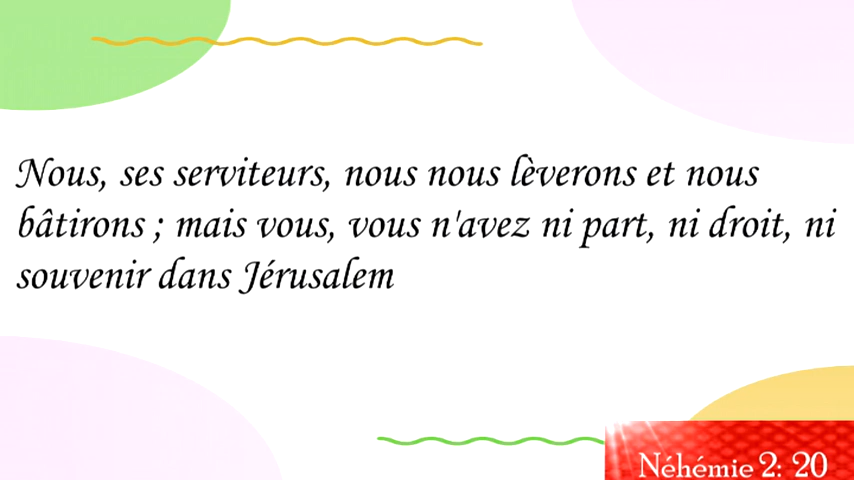 Nous, ses serviteurs, nous nous lèverons et nous
bâtirons ; mais vous, vous n'avez ni part, ni droit, ni
souvenir dans Jérusalem
Néhémie 2: 20